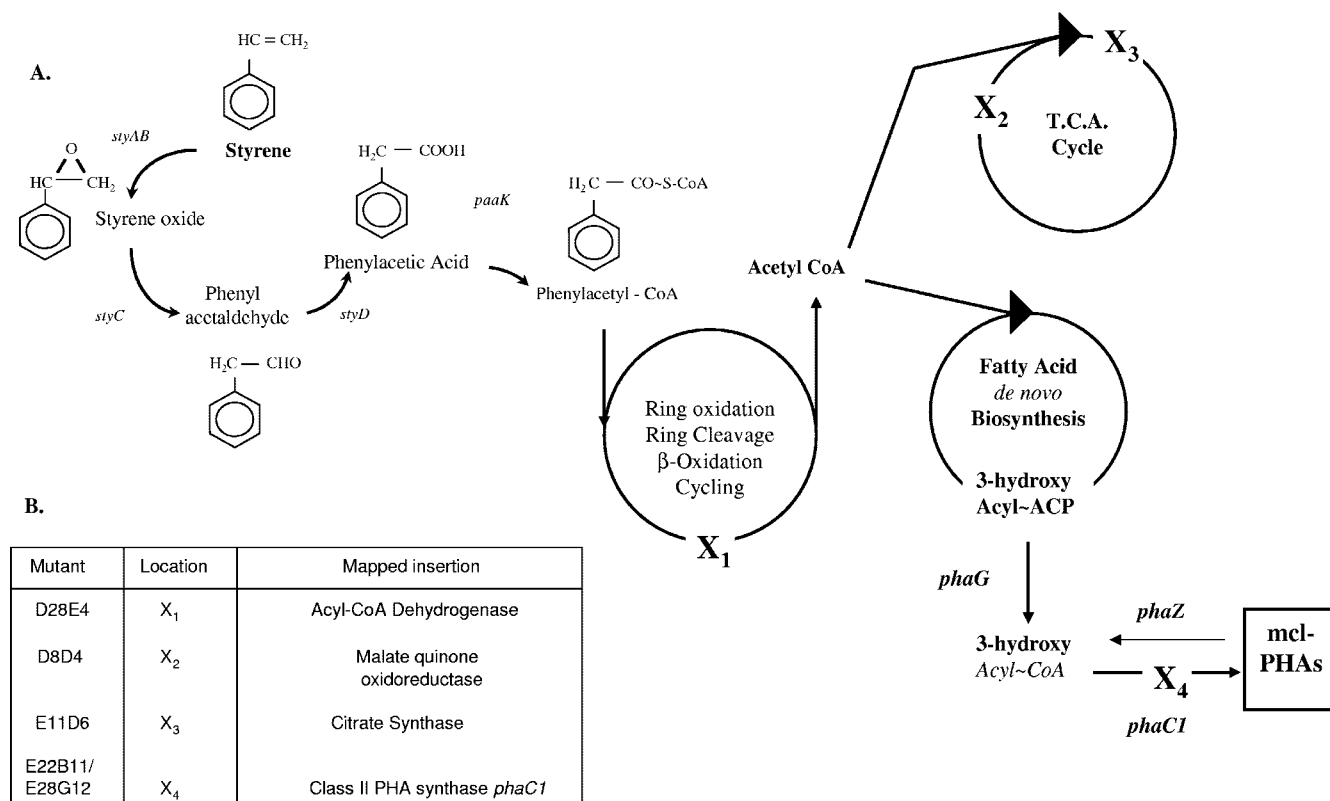 A.
HC=CH₂
Styrene
styAB
O
HC — CH₂
Styrene oxide
styC
Phenyl
acetaldehyde
H₂C — CHO
styD
H₂C — COOH
Phenylacetic Acid
paaK
H₂C — CO~S-CoA
Phenylacetyl - CoA
Ring oxidation
Ring Cleavage
β-Oxidation
Cycling
X₁
Acetyl CoA
X₂
X₃
T.C.A.
Cycle
Fatty Acid
de novo
Biosynthesis
3-hydroxy
Acyl~ACP
phaG
3-hydroxy
Acyl~CoA
phaZ
X₄
phaC1
mcl-
PHAs
B.
Mutant Location Mapped insertion
D28E4 X₁ Acyl-CoA Dehydrogenase
D8D4 X₂ Malate quinone
oxidoreductase
E11D6 X₃ Citrate Synthase
E22B11/
E28G12 X₄ Class II PHA synthase phaC1